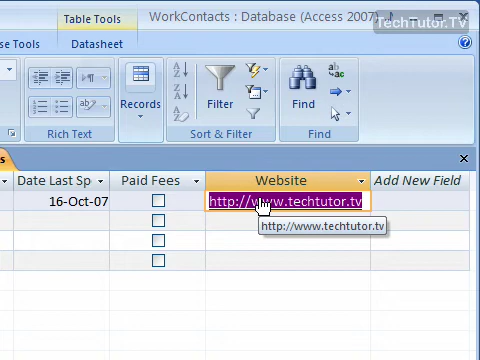 Table Tools
WorkContacts : Database (Access 2007)
TechTutor.TV
se Tools
Datasheet
Records
Filter
Find
Rich Text
Sort & Filter
Find
s
Date Last Sp
Paid Fees
Website
Add New Field
16-Oct-07
http://www.techtutor.tv
http://www.techtutor.tv